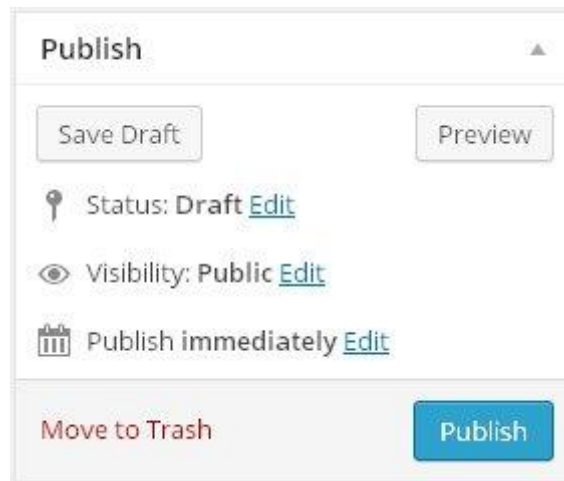 Publish
Save Draft Preview
Status: Draft Edit
Visibility: Public Edit
Publish immediately Edit
Move to Trash Publish